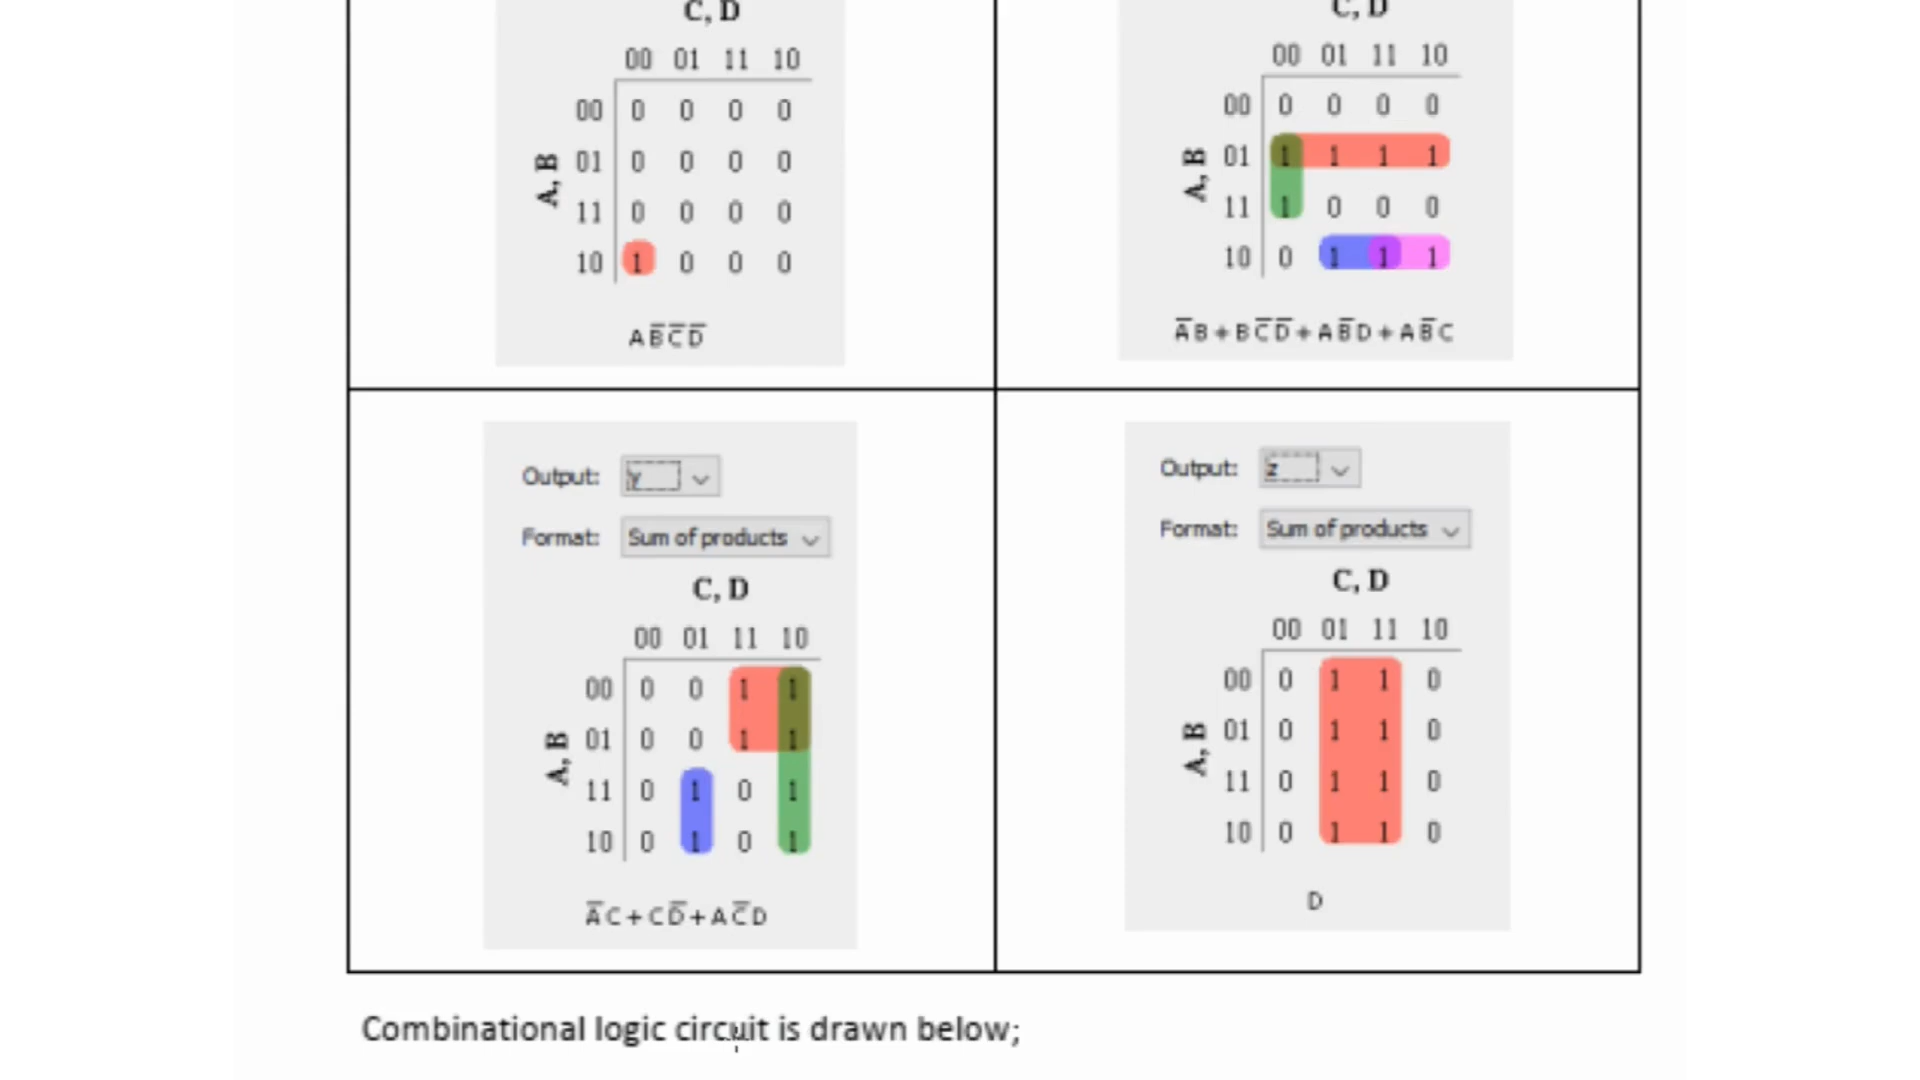 C, D
00 01 11 10
00 0 0 0 0
01 0 0 0 0
11 0 0 0 0
10 1 0 0 0
A, B
AB̅C̅D̅
C, D
00 01 11 10
00 0 0 0 0
01 1 1 1 1
11 1 0 0 0
10 0 1 1 1
A, B
A̅B+BC̅D̅+AB̅D+AB̅C
Output: y
Format: Sum of products
C, D
00 01 11 10
00 0 0 1 1
01 0 0 1 1
11 0 1 0 1
10 0 1 0 1
A, B
A̅C+CD̅+AC̅D
Output: z
Format: Sum of products
C, D
00 01 11 10
00 0 1 1 0
01 0 1 1 0
11 0 1 1 0
10 0 1 1 0
A, B
D
Combinational logic circuit is drawn below;